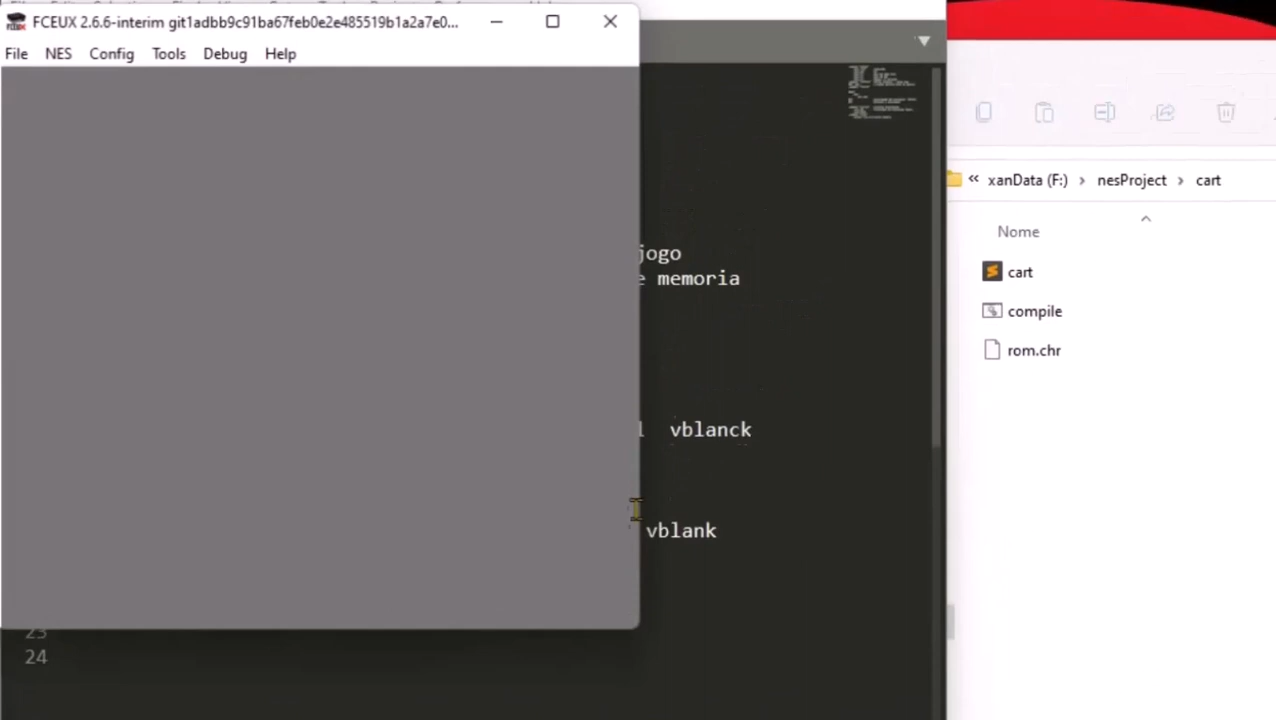 FCEUX 2.6.6-interim git1adbb9c91ba67feb0e2e485519b1a2a7e0...
File NES Config Tools Debug Help
jogo
e memoria
l vblanck
vblank
23
24
« xanData (F:) › nesProject › cart
Nome
cart
compile
rom.chr